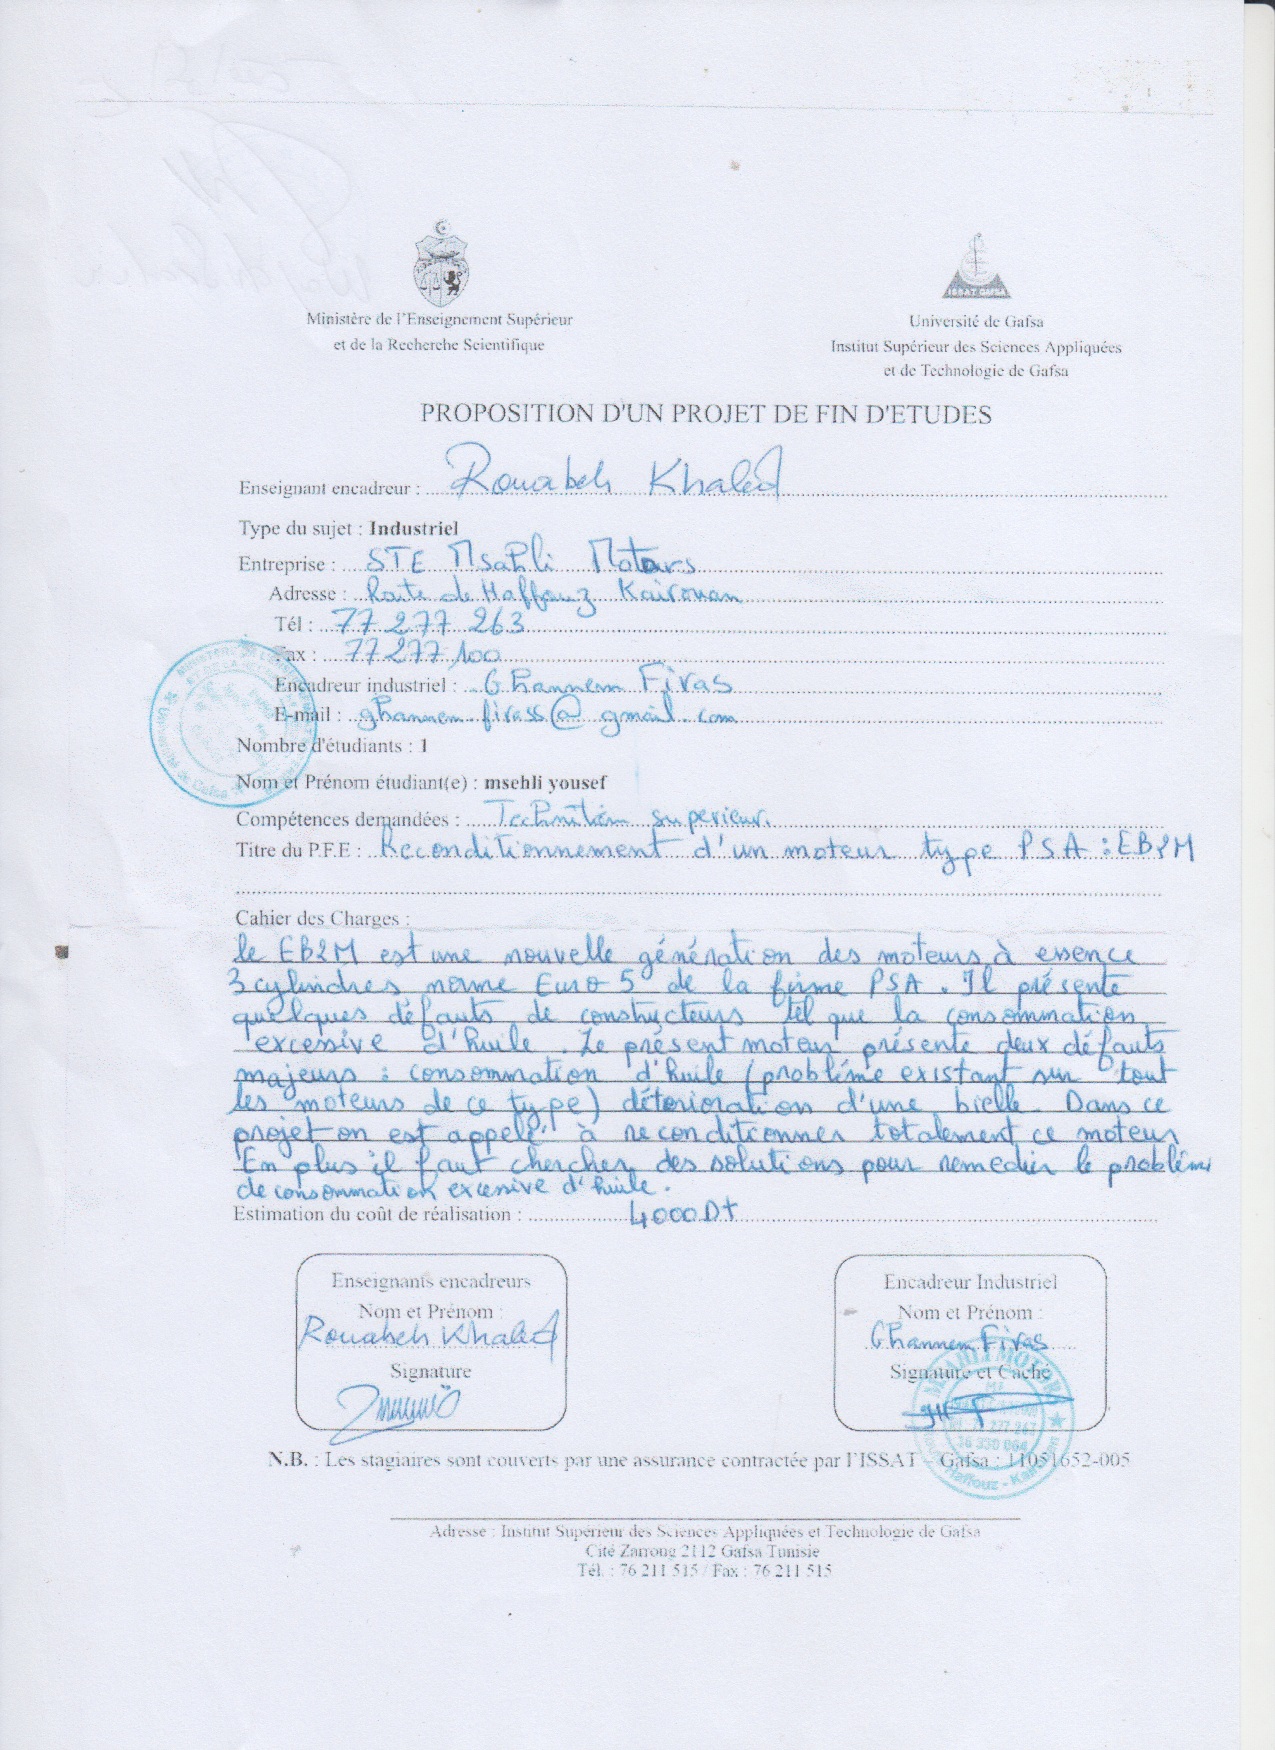 Ministère de l'Enseignement Supérieur
et de la Recherche Scientifique
ISSAT GAFSA
Université de Gafsa
Institut Supérieur des Sciences Appliquées
et de Technologie de Gafsa
PROPOSITION D'UN PROJET DE FIN D'ETUDES
Enseignant encadreur : Rouabeh Khaled
Type du sujet : Industriel
Entreprise : STE Msahli Motors
Adresse : Route de Haffouz Kairouan
Tél : 77 277 263
Fax : 77 277 100
Encadreur industriel : Ghannem Firas
E-mail : ghannem.firass@gmail.com
Nombre d'étudiants : 1
Nom et Prénom étudiant(e) : msehli yousef
Compétences demandées : Technitien superieur.
Titre du P.F.E : Reconditionnement d'un moteur type PSA : EB2M
Cahier des Charges :
le EB2M est une nouvelle génération des moteurs à essence
3 cylindres norme Euro 5 de la firme PSA. Il présente
quelques défauts de constructeurs tel que la consommation
excessive d'huile. Le présent moteur présente deux défauts
majeurs : consommation d'huile (probléme existant sur tout
les moteurs de ce type) détérioration d'une bielle. Dans ce
projet on est appelé à reconditionner totalement ce moteur
En plus il faut chercher des solutions pour remedier le probléme
de consommation excessive d'huile.
Estimation du coût de réalisation : 4000 Dt
Enseignants encadreurs
Nom et Prénom :
Rouabeh Khaled
Signature
Encadreur Industriel
Nom et Prénom :
Ghannem Firas
Signature et Cachê
N.B. : Les stagiaires sont couverts par une assurance contractée par l'ISSAT – Gafsa : 11051652-005
Adresse : Institut Supérieur des Sciences Appliquées et Technologie de Gafsa
Cité Zarroug 2112 Gafsa Tunisie
Tél. : 76 211 515 / Fax : 76 211 515